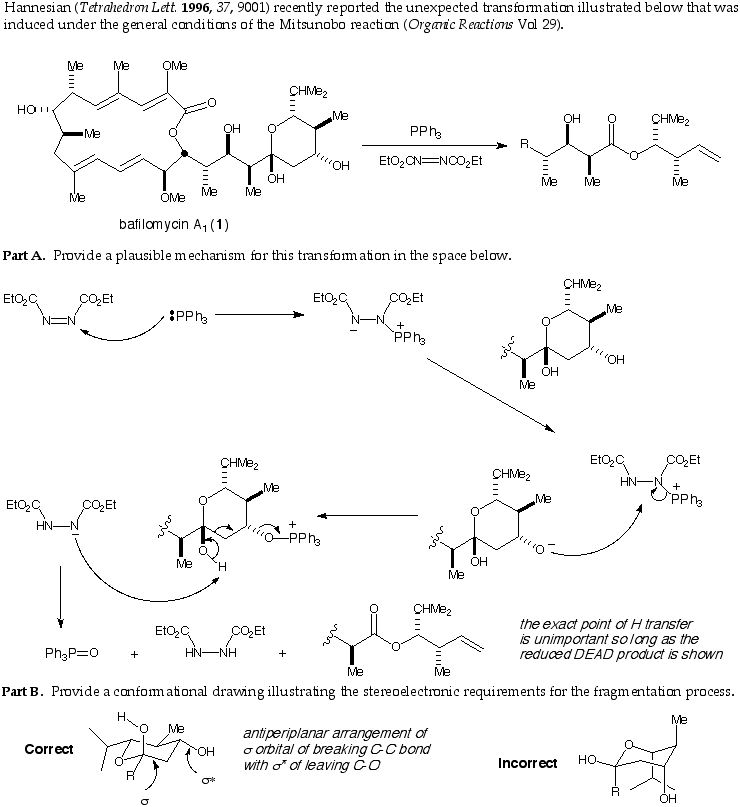 Hannesian (Tetrahedron Lett. 1996, 37, 9001) recently reported the unexpected transformation illustrated below that was
induced under the general conditions of the Mitsunobo reaction (Organic Reactions Vol 29).
Me Me OMe
HO
O
Me
O
OH
CHMe2
O
Me
OH
OH
Me
OMe
Me
Me
bafilomycin A1 (1)
PPh3
EtO2CN=NCO2Et
R
OH
O
CHMe2
O
Me
Me
Me
Part A. Provide a plausible mechanism for this transformation in the space below.
EtO2C CO2Et
N=N
:PPh3
EtO2C CO2Et
N–N
– +
PPh3
CHMe2
O
Me
OH
OH
Me
EtO2C CO2Et
HN–N
+
PPh3
CHMe2
O
Me
O–
OH
Me
CHMe2
O
Me
+
O–PPh3
O
H
Me
EtO2C CO2Et
HN–N
–
Ph3P=O
+
EtO2C CO2Et
HN–NH
+
O
CHMe2
O
Me
Me
the exact point of H transfer
is unimportant so long as the
reduced DEAD product is shown
Part B. Provide a conformational drawing illustrating the stereoelectronic requirements for the fragmentation process.
Correct
H
O
Me
O
OH
R
σ
σ*
antiperiplanar arrangement of
σ orbital of breaking C-C bond
with σ* of leaving C-O
Incorrect
Me
HO
O
R
OH